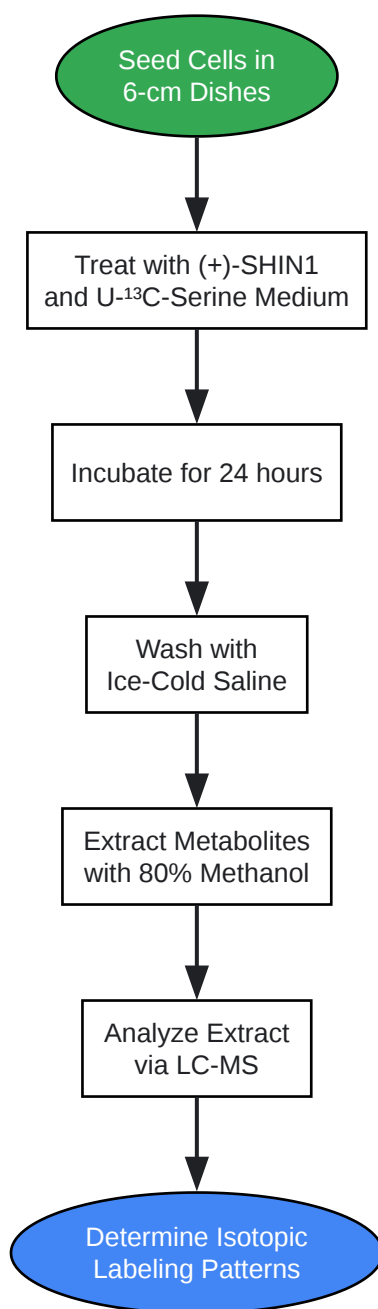 Seed Cells in
6-cm Dishes
Treat with (+)-SHIN1
and U-¹³C-Serine Medium
Incubate for 24 hours
Wash with
Ice-Cold Saline
Extract Metabolites
with 80% Methanol
Analyze Extract
via LC-MS
Determine Isotopic
Labeling Patterns